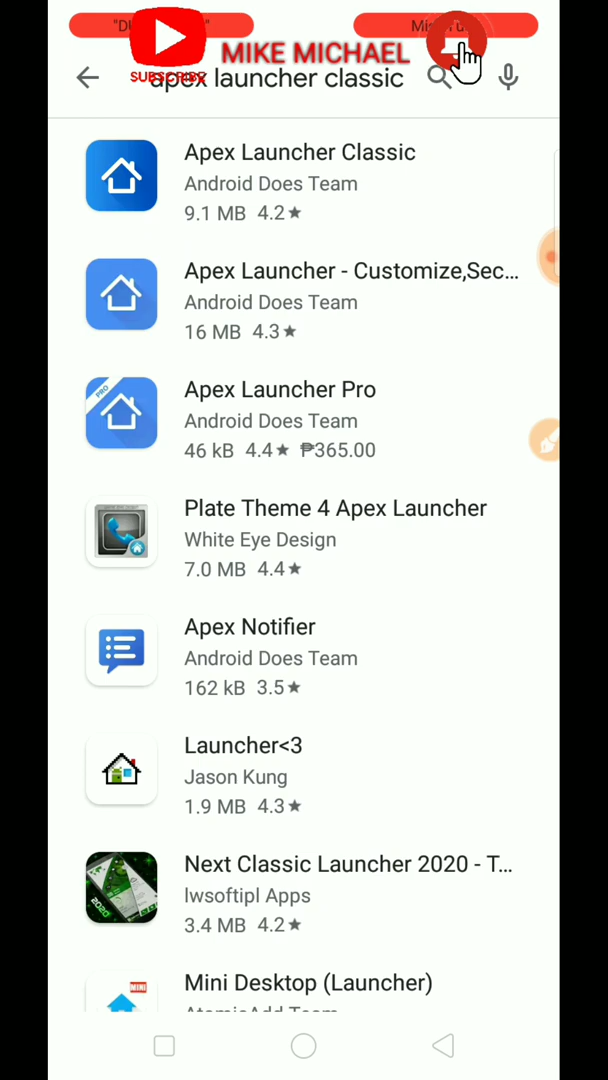 MIKE MICHAEL
SUBSCRIBE
apex launcher classic
Apex Launcher Classic
Android Does Team
9.1 MB 4.2★
Apex Launcher - Customize,Sec...
Android Does Team
16 MB 4.3★
PRO
Apex Launcher Pro
Android Does Team
46 kB 4.4★ ₱365.00
Plate Theme 4 Apex Launcher
White Eye Design
7.0 MB 4.4★
Apex Notifier
Android Does Team
162 kB 3.5★
Launcher<3
Jason Kung
1.9 MB 4.3★
2020
Next Classic Launcher 2020 - T...
lwsoftipl Apps
3.4 MB 4.2★
MINI
Mini Desktop (Launcher)
AtomicAdd Team